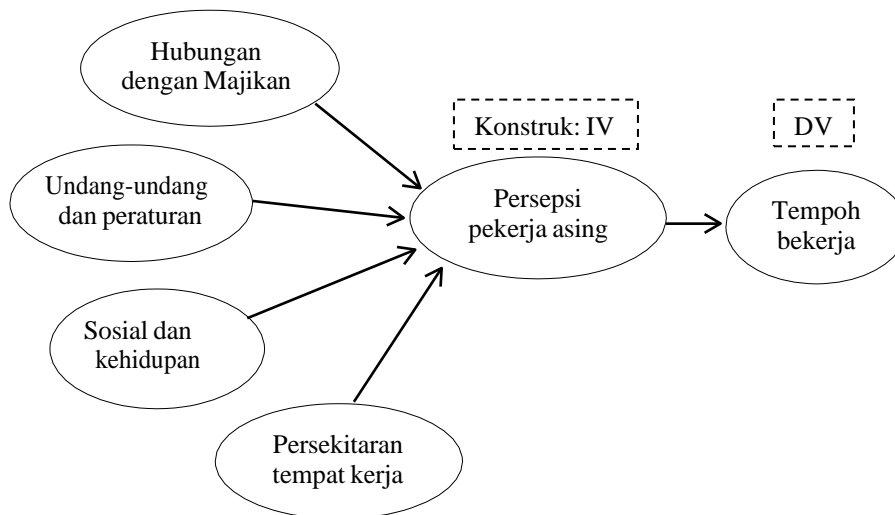 Hubungan
dengan Majikan
Konstruk: IV
DV
Undang-undang
dan peraturan
Persepsi
pekerja asing
Tempoh
bekerja
Sosial dan
kehidupan
Persekitaran
tempat kerja